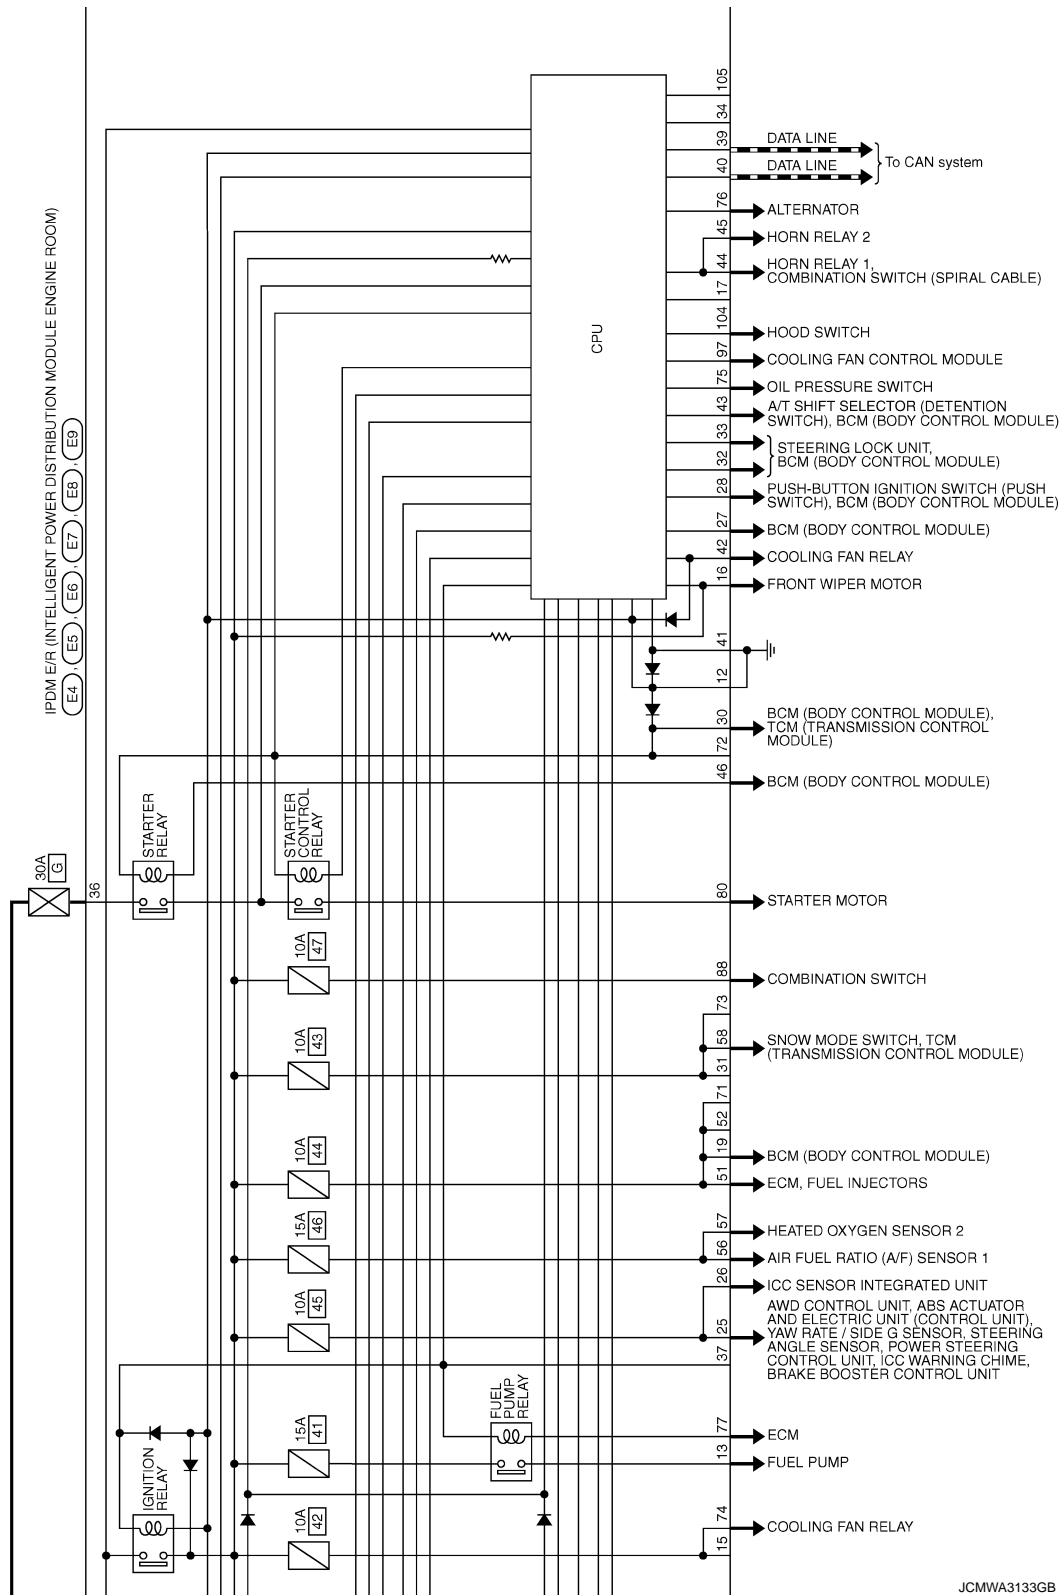 105
34
39
DATA LINE
40
DATA LINE
To CAN system
76
ALTERNATOR
45
HORN RELAY 2
44
HORN RELAY 1,
COMBINATION SWITCH (SPIRAL CABLE)
17
104
HOOD SWITCH
97
COOLING FAN CONTROL MODULE
75
OIL PRESSURE SWITCH
43
A/T SHIFT SELECTOR (DETENTION
SWITCH), BCM (BODY CONTROL MODULE)
33
32
STEERING LOCK UNIT,
BCM (BODY CONTROL MODULE)
28
PUSH-BUTTON IGNITION SWITCH (PUSH
SWITCH), BCM (BODY CONTROL MODULE)
27
BCM (BODY CONTROL MODULE)
42
COOLING FAN RELAY
16
FRONT WIPER MOTOR
CPU
IPDM E/R (INTELLIGENT POWER DISTRIBUTION MODULE ENGINE ROOM)
E4 , E5 , E6 , E7 , E8 , E9
41
12
30
BCM (BODY CONTROL MODULE),
TCM (TRANSMISSION CONTROL
MODULE)
72
46
BCM (BODY CONTROL MODULE)
STARTER
RELAY
STARTER
CONTROL
RELAY
30A
G
36
80
STARTER MOTOR
10A
47
88
COMBINATION SWITCH
10A
43
73
58
SNOW MODE SWITCH, TCM
(TRANSMISSION CONTROL MODULE)
31
10A
44
71
52
19
BCM (BODY CONTROL MODULE)
51
ECM, FUEL INJECTORS
15A
46
57
HEATED OXYGEN SENSOR 2
56
AIR FUEL RATIO (A/F) SENSOR 1
10A
45
26
ICC SENSOR INTEGRATED UNIT
25
AWD CONTROL UNIT, ABS ACTUATOR
AND ELECTRIC UNIT (CONTROL UNIT),
YAW RATE / SIDE G SENSOR, STEERING
ANGLE SENSOR, POWER STEERING
CONTROL UNIT, ICC WARNING CHIME,
BRAKE BOOSTER CONTROL UNIT
37
FUEL
PUMP
RELAY
15A
41
77
ECM
13
FUEL PUMP
IGNITION
RELAY
10A
42
74
COOLING FAN RELAY
15
JCMWA3133GB